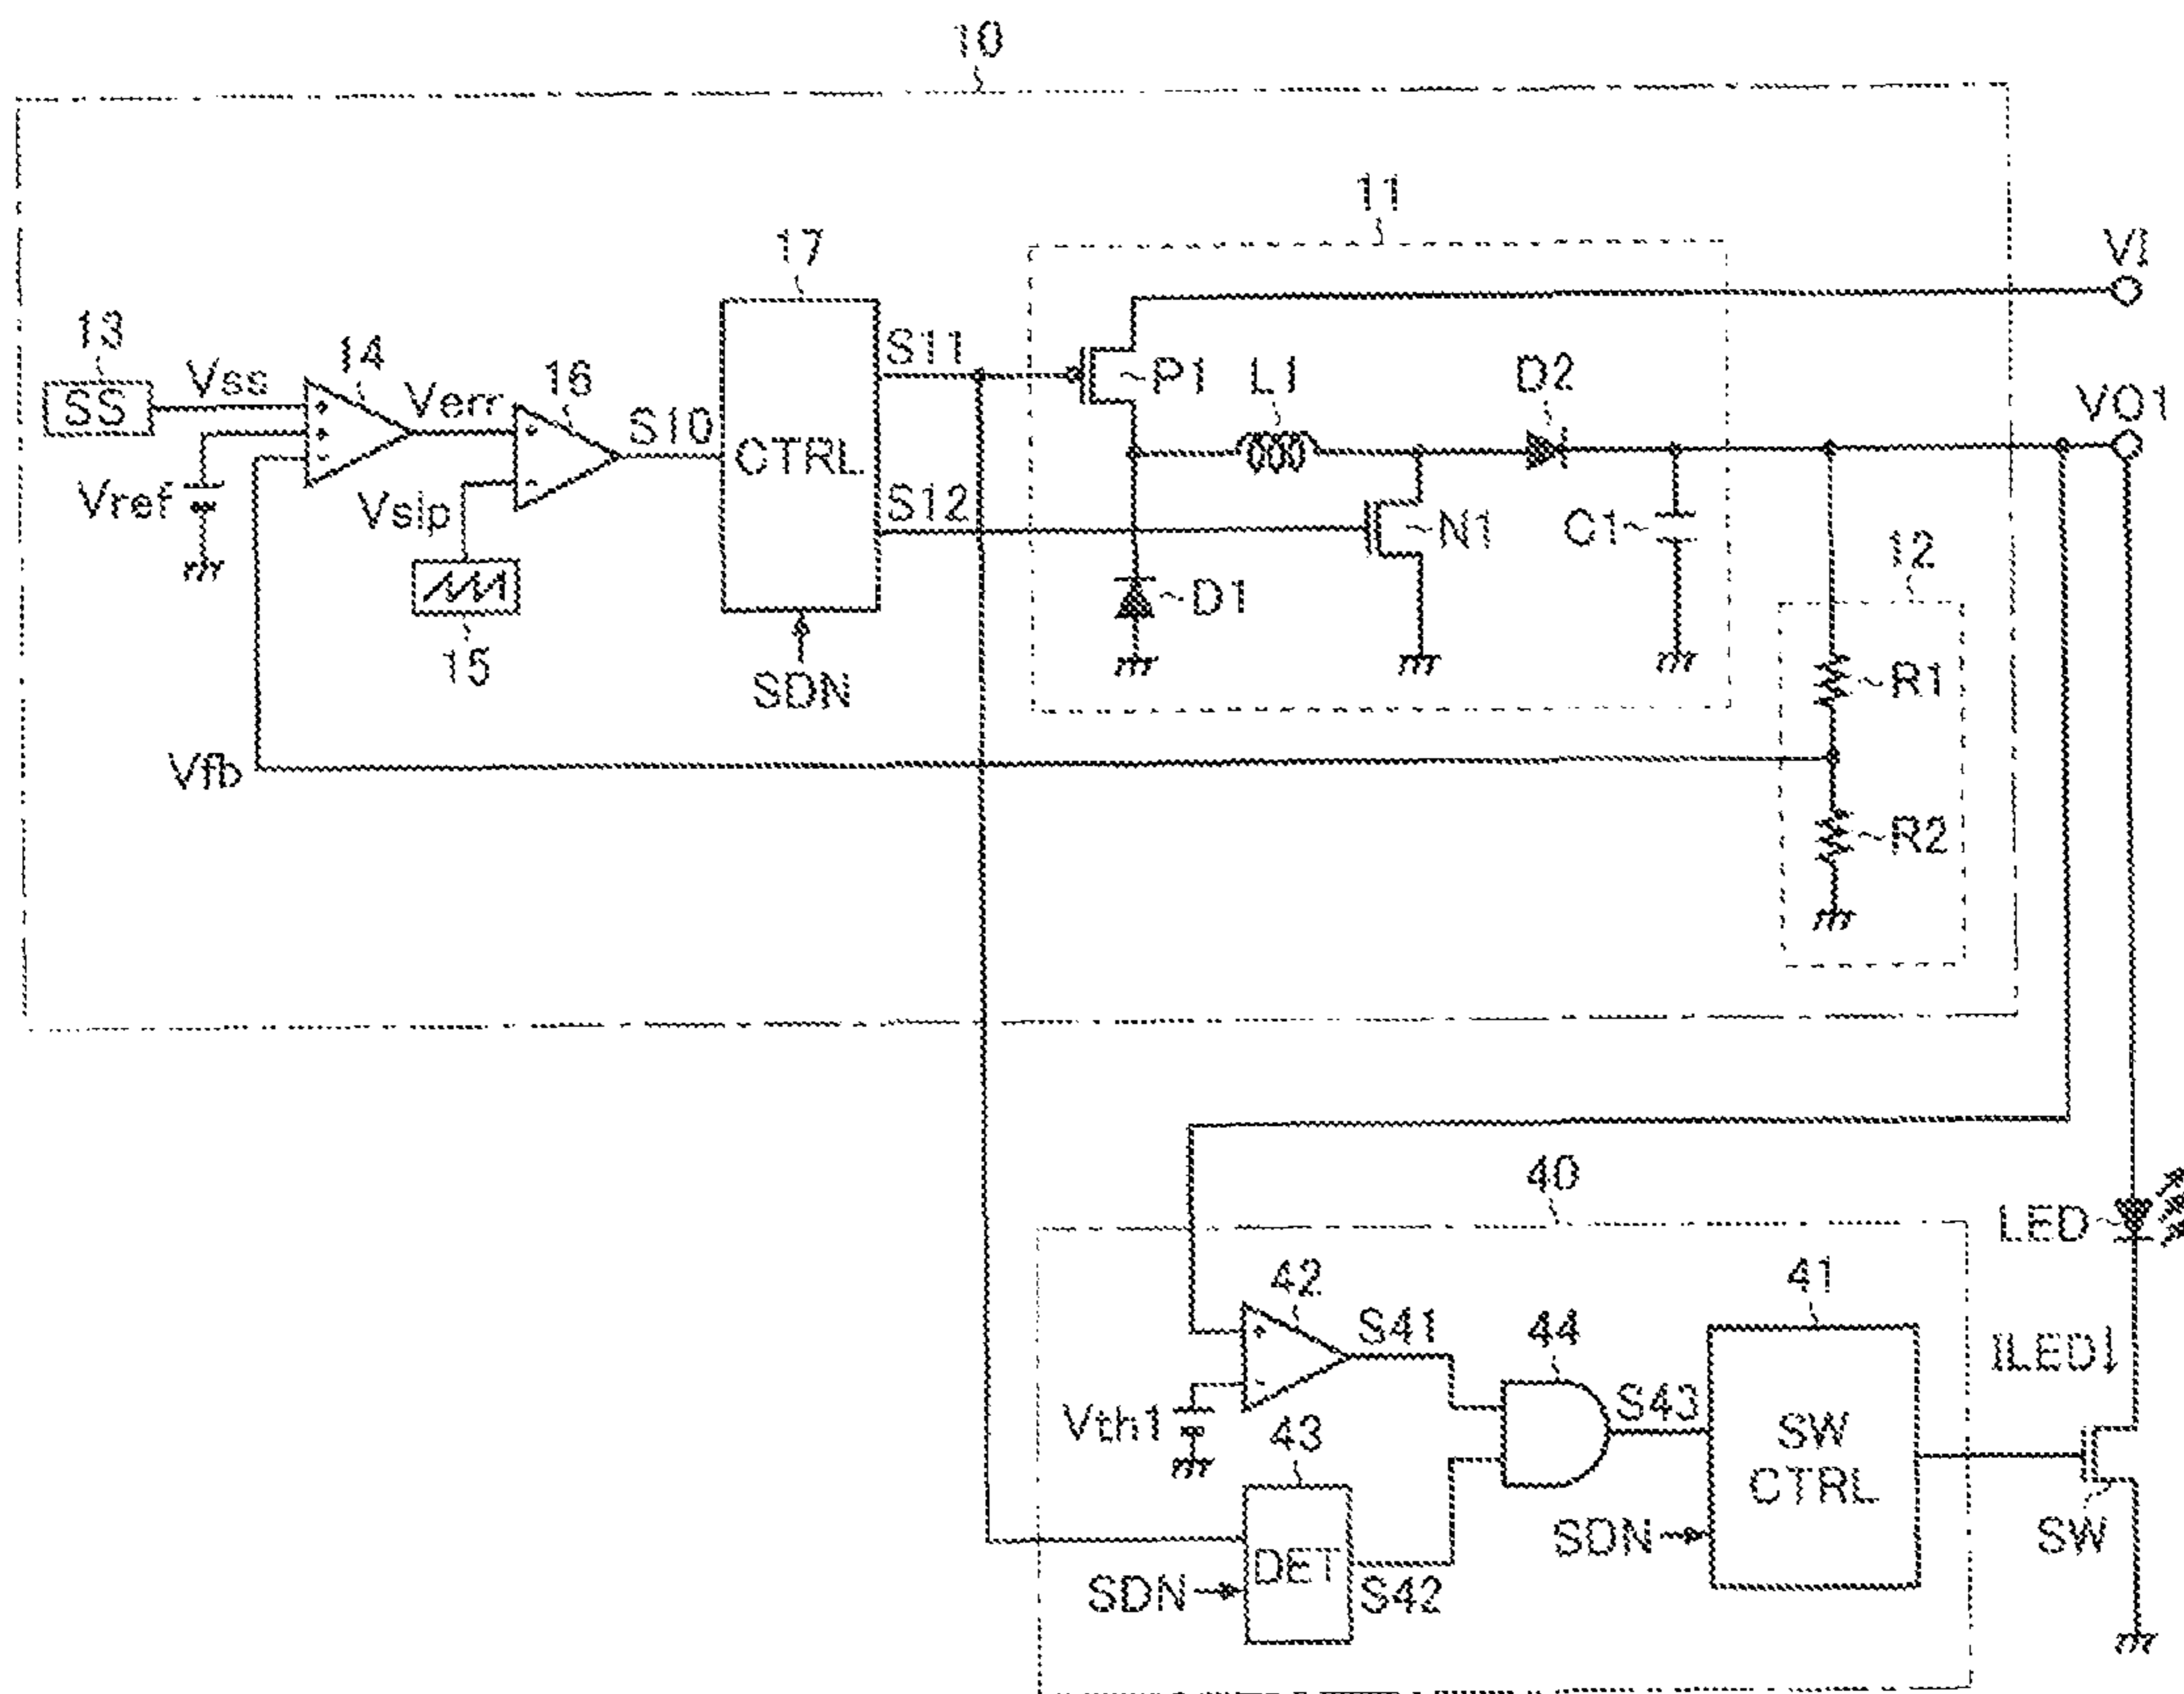 10
11
17
VI
13
SS
Vss
14
Verr
16
S10
CTRL
S11
P1
L1
D2
VO1
Vref
Vslp
15
S12
N1
C1
12
D1
SDN
R1
Vfb
R2
40
LED
42
S41
44
41
ILED↓
Vth1
43
S43
SW
CTRL
SDN
DET
S42
SDN
SW